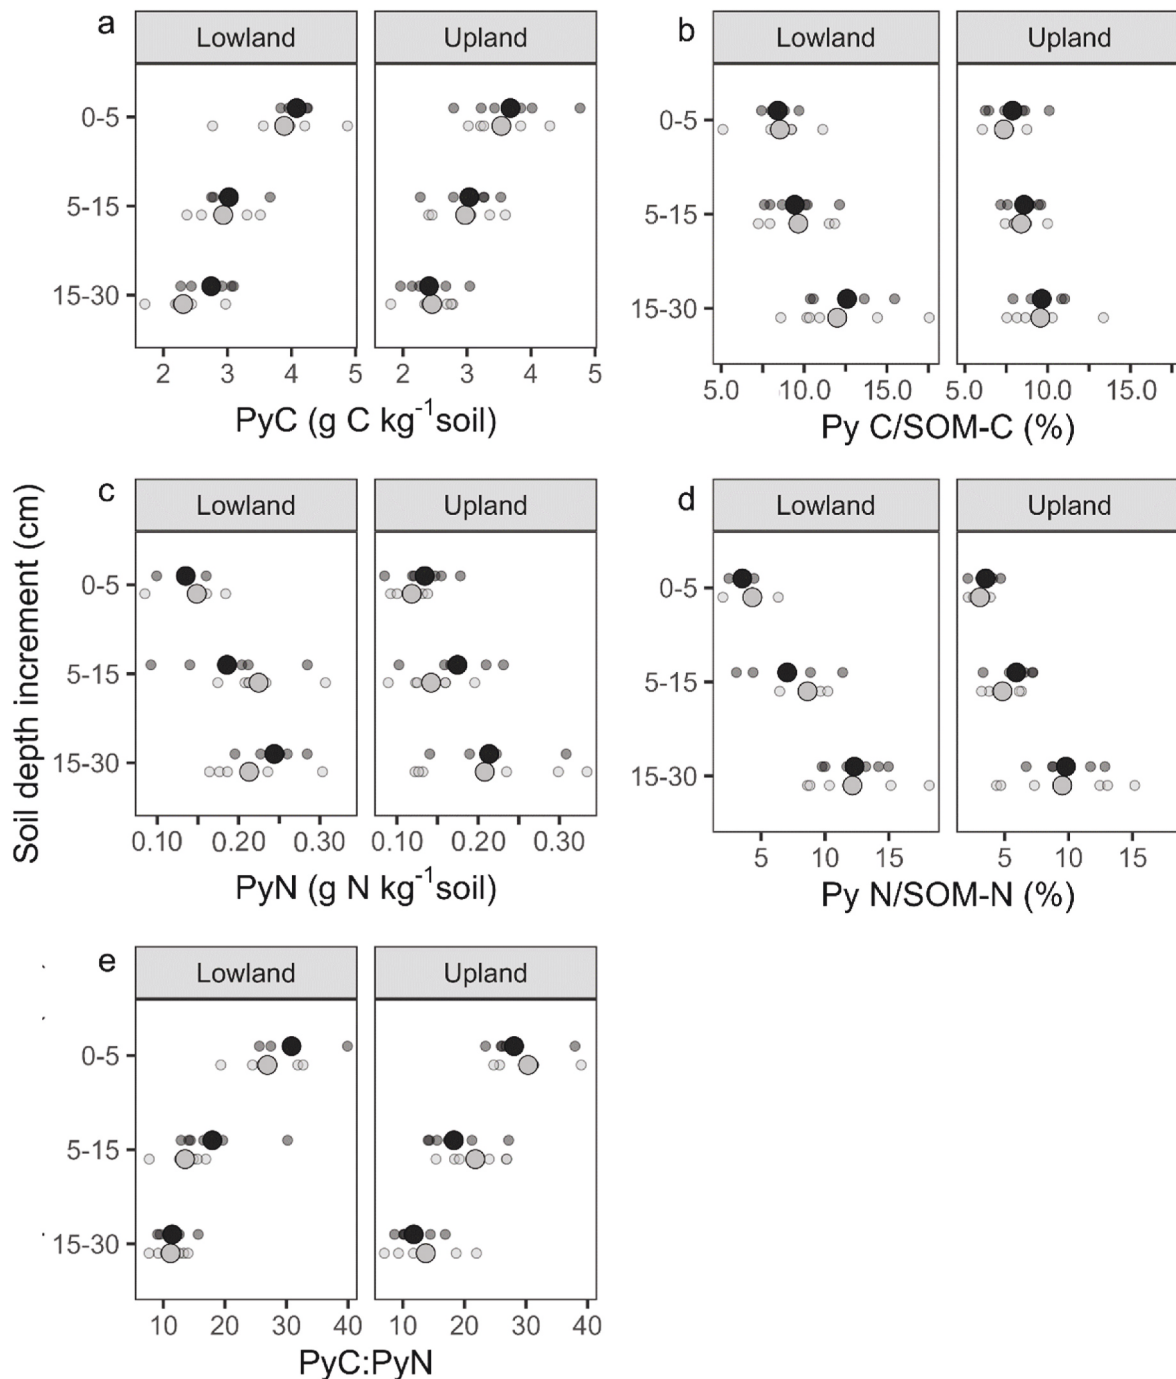 a
Lowland Upland
0-5
5-15
15-30
2 3 4 5 2 3 4 5
PyC (g C kg-1soil)
b
Lowland Upland
0-5
5-15
15-30
5.0 10.0 15.0 5.0 10.0 15.0
Py C/SOM-C (%)
Soil depth increment (cm)
c
Lowland Upland
0-5
5-15
15-30
0.10 0.20 0.30 0.10 0.20 0.30
PyN (g N kg-1soil)
d
Lowland Upland
0-5
5-15
15-30
5 10 15 5 10 15
Py N/SOM-N (%)
e
Lowland Upland
0-5
5-15
15-30
10 20 30 40 10 20 30 40
PyC:PyN